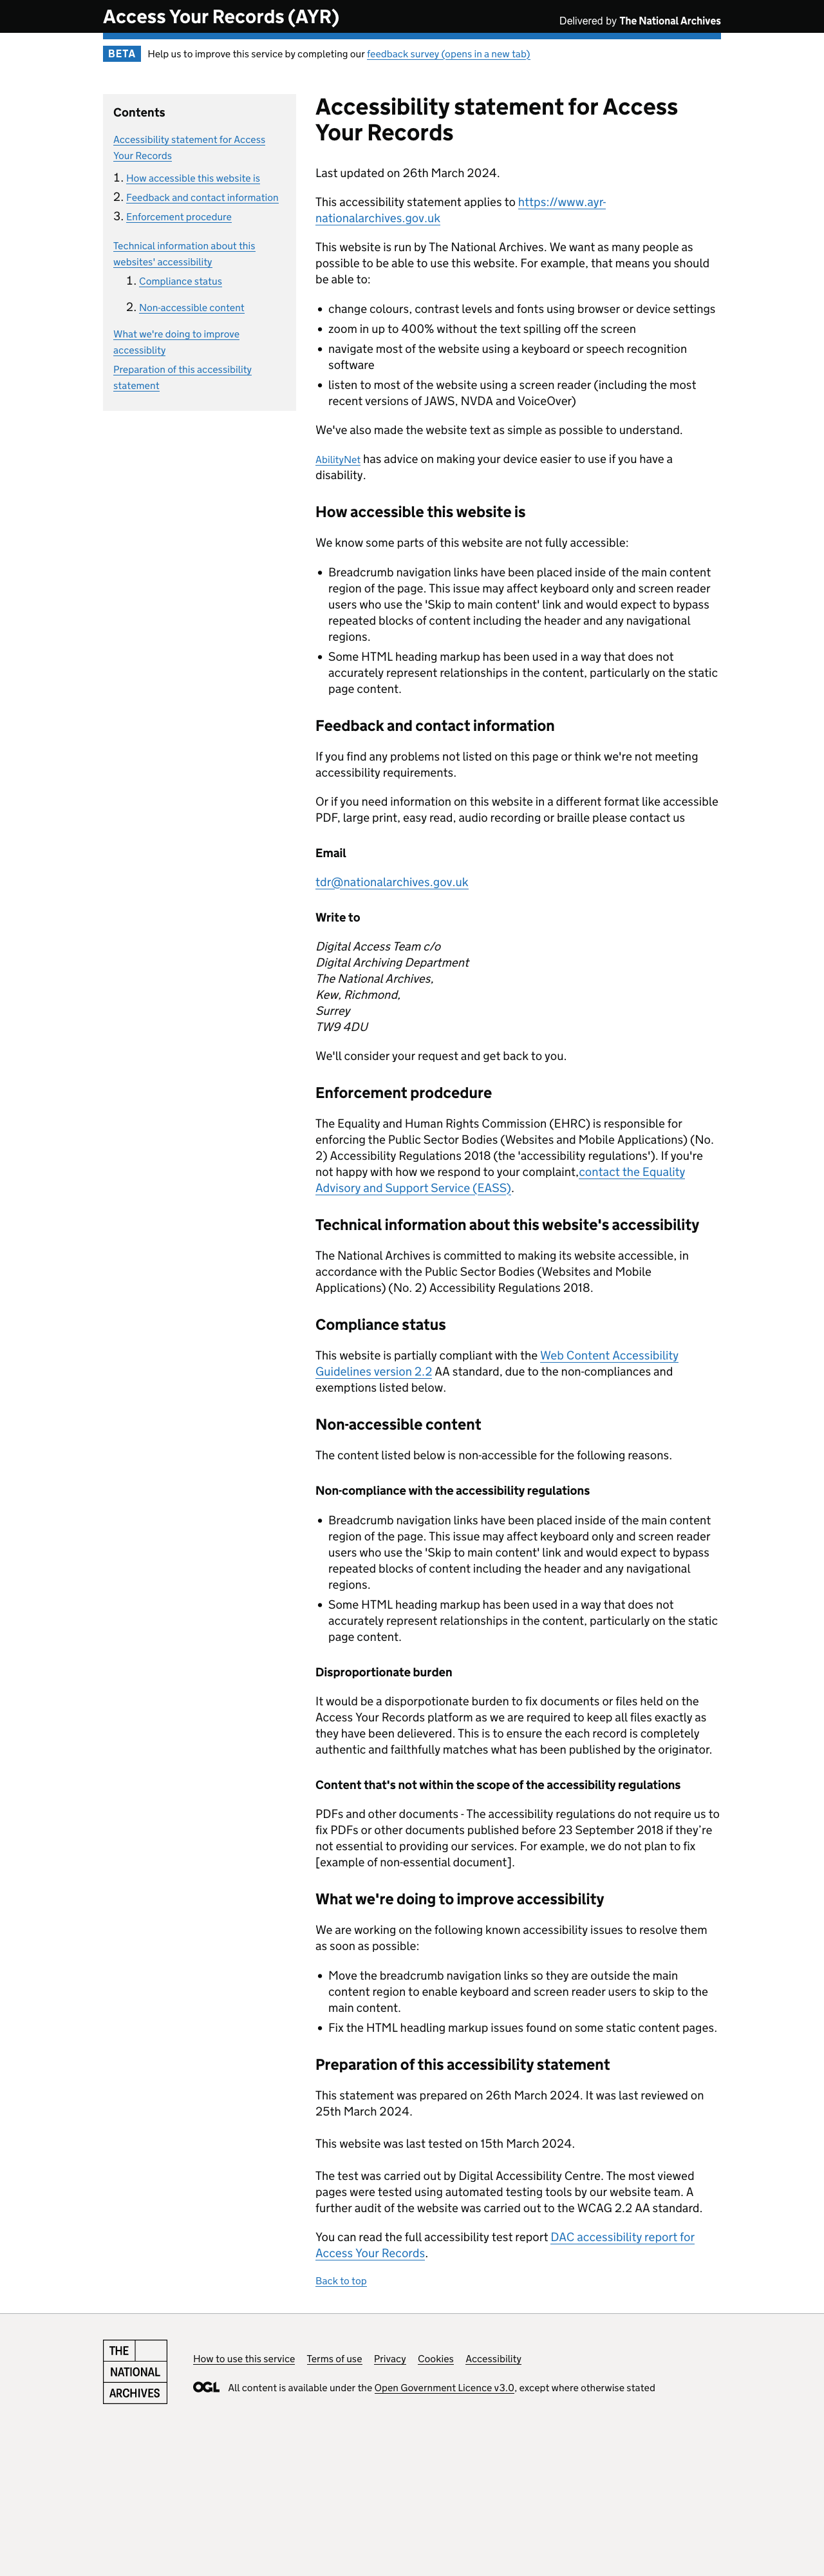 Access Your Records (AYR)
Delivered by The National Archives
BETA Help us to improve this service by completing our feedback survey (opens in a new tab)
Contents
Accessibility statement for Access
Your Records
1. How accessible this website is
2. Feedback and contact information
3. Enforcement procedure
Technical information about this
websites' accessibility
1. Compliance status
2. Non-accessible content
What we're doing to improve
accessiblity
Preparation of this accessibility
statement
Accessibility statement for Access
Your Records
Last updated on 26th March 2024.
This accessibility statement applies to https://www.ayr-
nationalarchives.gov.uk
This website is run by The National Archives. We want as many people as
possible to be able to use this website. For example, that means you should
be able to:
• change colours, contrast levels and fonts using browser or device settings
• zoom in up to 400% without the text spilling off the screen
• navigate most of the website using a keyboard or speech recognition
software
• listen to most of the website using a screen reader (including the most
recent versions of JAWS, NVDA and VoiceOver)
We've also made the website text as simple as possible to understand.
AbilityNet has advice on making your device easier to use if you have a
disability.
How accessible this website is
We know some parts of this website are not fully accessible:
• Breadcrumb navigation links have been placed inside of the main content
region of the page. This issue may affect keyboard only and screen reader
users who use the 'Skip to main content' link and would expect to bypass
repeated blocks of content including the header and any navigational
regions.
• Some HTML heading markup has been used in a way that does not
accurately represent relationships in the content, particularly on the static
page content.
Feedback and contact information
If you find any problems not listed on this page or think we're not meeting
accessibility requirements.
Or if you need information on this website in a different format like accessible
PDF, large print, easy read, audio recording or braille please contact us
Email
tdr@nationalarchives.gov.uk
Write to
Digital Access Team c/o
Digital Archiving Department
The National Archives,
Kew, Richmond,
Surrey
TW9 4DU
We'll consider your request and get back to you.
Enforcement prodcedure
The Equality and Human Rights Commission (EHRC) is responsible for
enforcing the Public Sector Bodies (Websites and Mobile Applications) (No.
2) Accessibility Regulations 2018 (the 'accessibility regulations'). If you're
not happy with how we respond to your complaint,contact the Equality
Advisory and Support Service (EASS).
Technical information about this website's accessibility
The National Archives is committed to making its website accessible, in
accordance with the Public Sector Bodies (Websites and Mobile
Applications) (No. 2) Accessibility Regulations 2018.
Compliance status
This website is partially compliant with the Web Content Accessibility
Guidelines version 2.2 AA standard, due to the non-compliances and
exemptions listed below.
Non-accessible content
The content listed below is non-accessible for the following reasons.
Non-compliance with the accessibility regulations
• Breadcrumb navigation links have been placed inside of the main content
region of the page. This issue may affect keyboard only and screen reader
users who use the 'Skip to main content' link and would expect to bypass
repeated blocks of content including the header and any navigational
regions.
• Some HTML heading markup has been used in a way that does not
accurately represent relationships in the content, particularly on the static
page content.
Disproportionate burden
It would be a disporpotionate burden to fix documents or files held on the
Access Your Records platform as we are required to keep all files exactly as
they have been delievered. This is to ensure the each record is completely
authentic and failthfully matches what has been published by the originator.
Content that's not within the scope of the accessibility regulations
PDFs and other documents - The accessibility regulations do not require us to
fix PDFs or other documents published before 23 September 2018 if they're
not essential to providing our services. For example, we do not plan to fix
[example of non-essential document].
What we're doing to improve accessibility
We are working on the following known accessibility issues to resolve them
as soon as possible:
• Move the breadcrumb navigation links so they are outside the main
content region to enable keyboard and screen reader users to skip to the
main content.
• Fix the HTML headling markup issues found on some static content pages.
Preparation of this accessibility statement
This statement was prepared on 26th March 2024. It was last reviewed on
25th March 2024.
This website was last tested on 15th March 2024.
The test was carried out by Digital Accessibility Centre. The most viewed
pages were tested using automated testing tools by our website team. A
further audit of the website was carried out to the WCAG 2.2 AA standard.
You can read the full accessibility test report DAC accessibility report for
Access Your Records.
Back to top
THE
NATIONAL
ARCHIVES
How to use this service Terms of use Privacy Cookies Accessibility
OGL All content is available under the Open Government Licence v3.0, except where otherwise stated